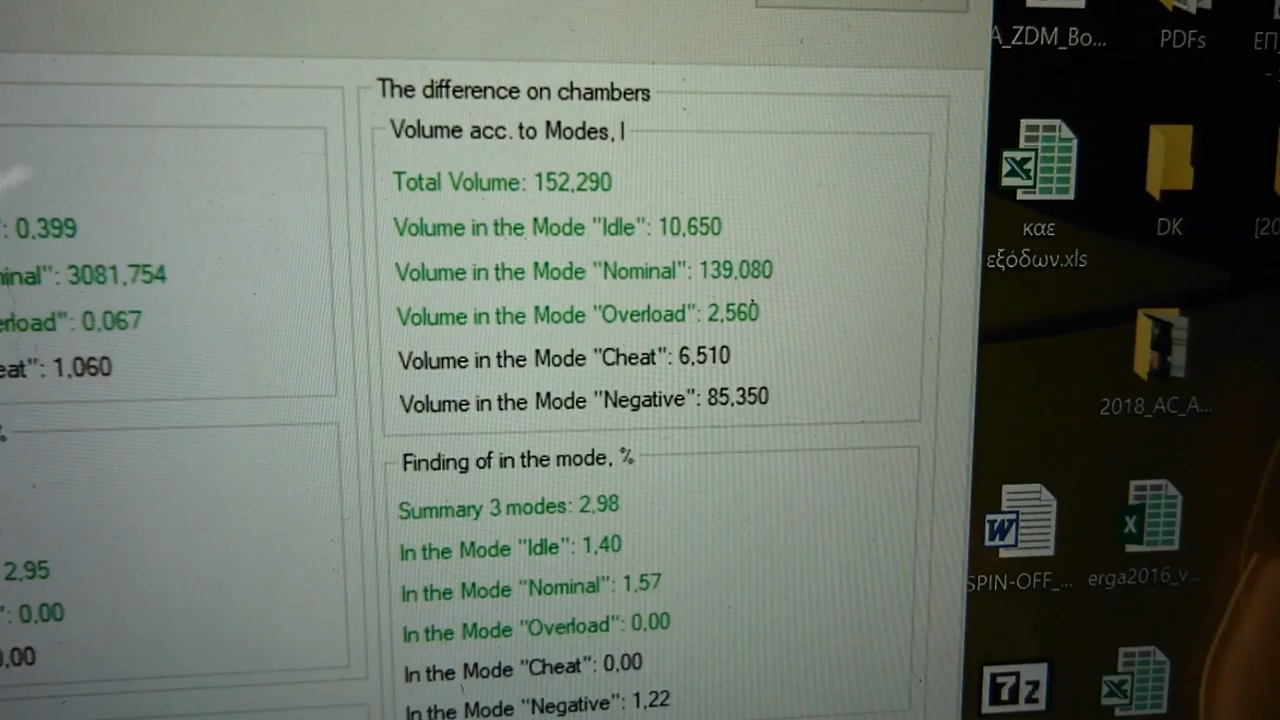 The difference on chambers
Volume acc. to Modes, l
Total Volume: 152,290
Volume in the Mode "Idle": 10,650
Volume in the Mode "Nominal": 139,080
Volume in the Mode "Overload": 2,560
Volume in the Mode "Cheat": 6,510
Volume in the Mode "Negative": 85,350
Finding of in the mode, %
Summary 3 modes: 2,98
In the Mode "Idle": 1,40
In the Mode "Nominal": 1,57
In the Mode "Overload": 0,00
In the Mode "Cheat": 0,00
In the Mode "Negative": 1,22
: 0,399
inal": 3081,754
erload": 0,067
eat": 1,060
%
2,95
": 0,00
0,00
A_ZDM_Bo...
PDFs
ΕΠ
καε
εξόδων.xls
DK
[20
2018_AC_A...
SPIN-OFF_...
erga2016_v...
W
X
7z